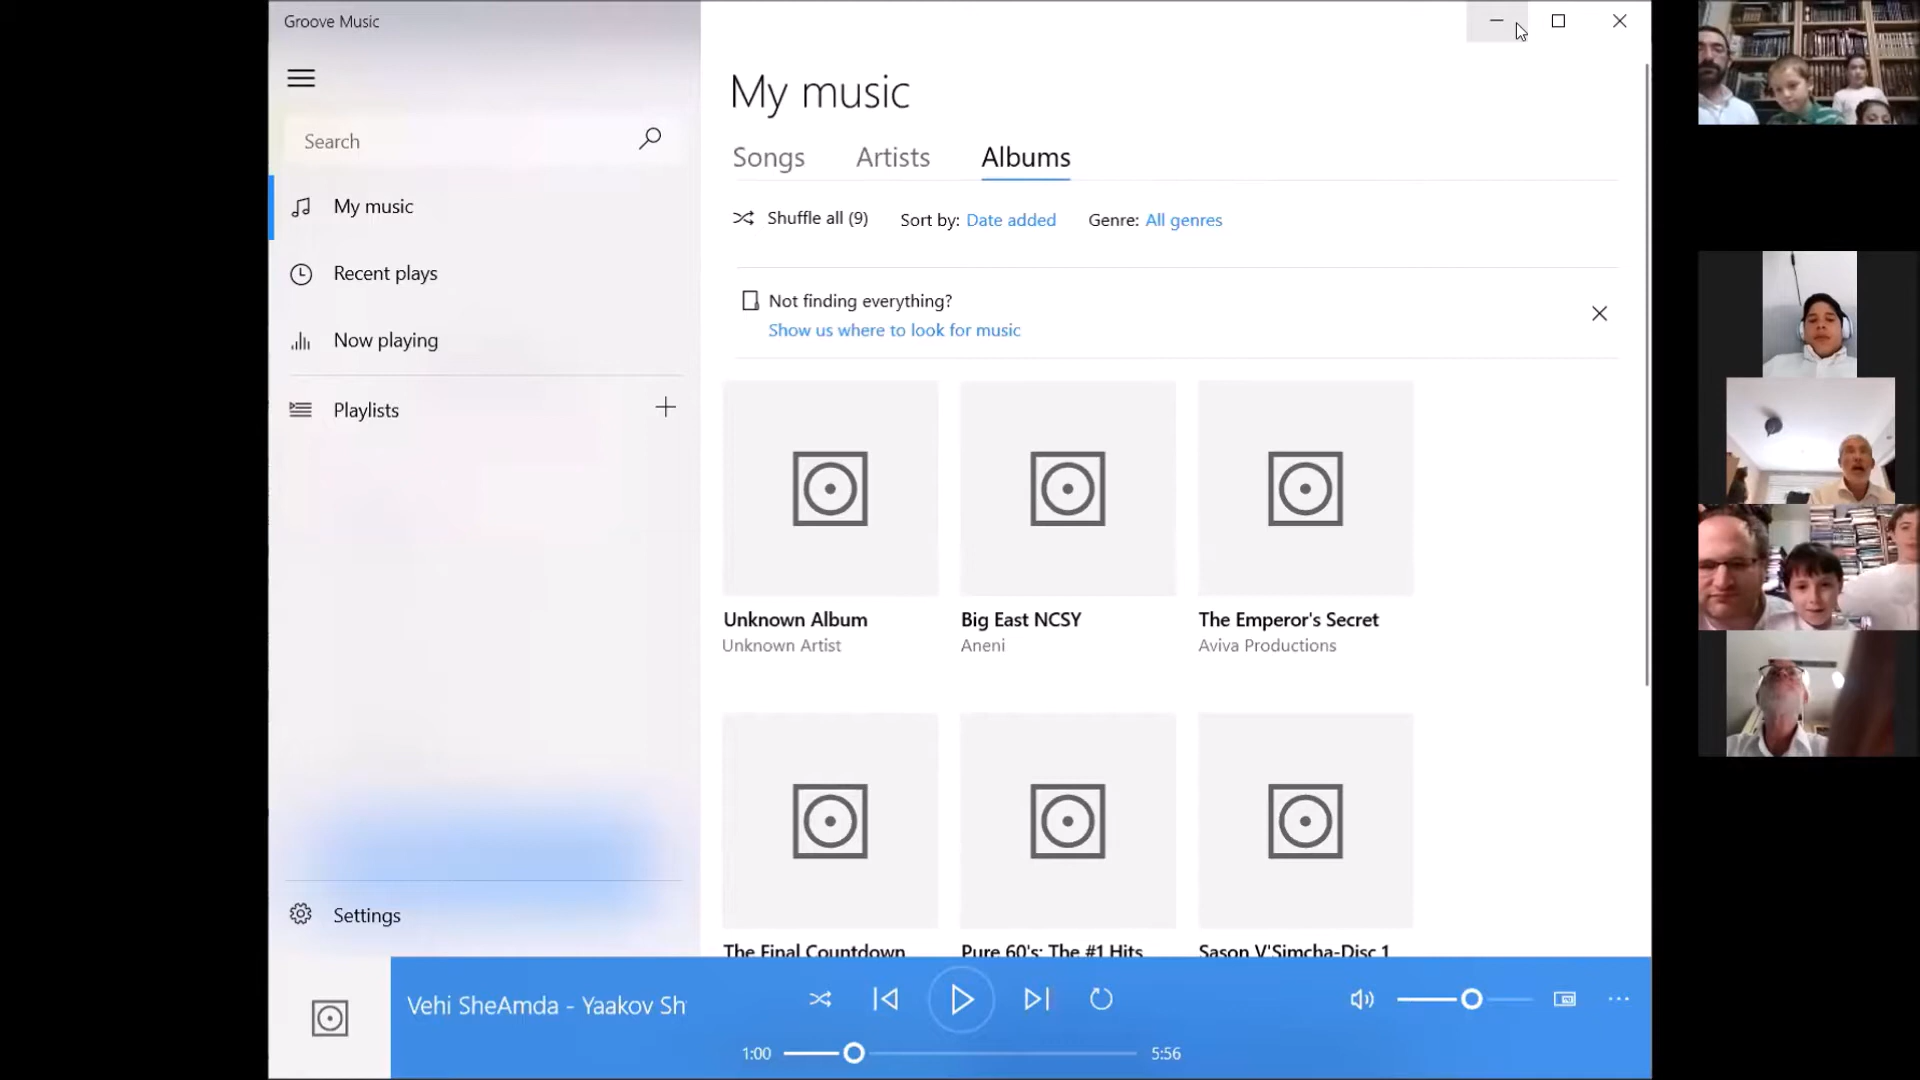 Groove Music
Search
My music
Recent plays
Now playing
Playlists
Settings
My music
Songs Artists Albums
Shuffle all (9) Sort by: Date added Genre: All genres
Not finding everything?
Show us where to look for music
Unknown Album
Unknown Artist
Big East NCSY
Aneni
The Emperor's Secret
Aviva Productions
The Final Countdown
Pure 60's: The #1 Hits
Sason V'Simcha-Disc 1
Vehi SheAmda - Yaakov Sh
1:00 5:56